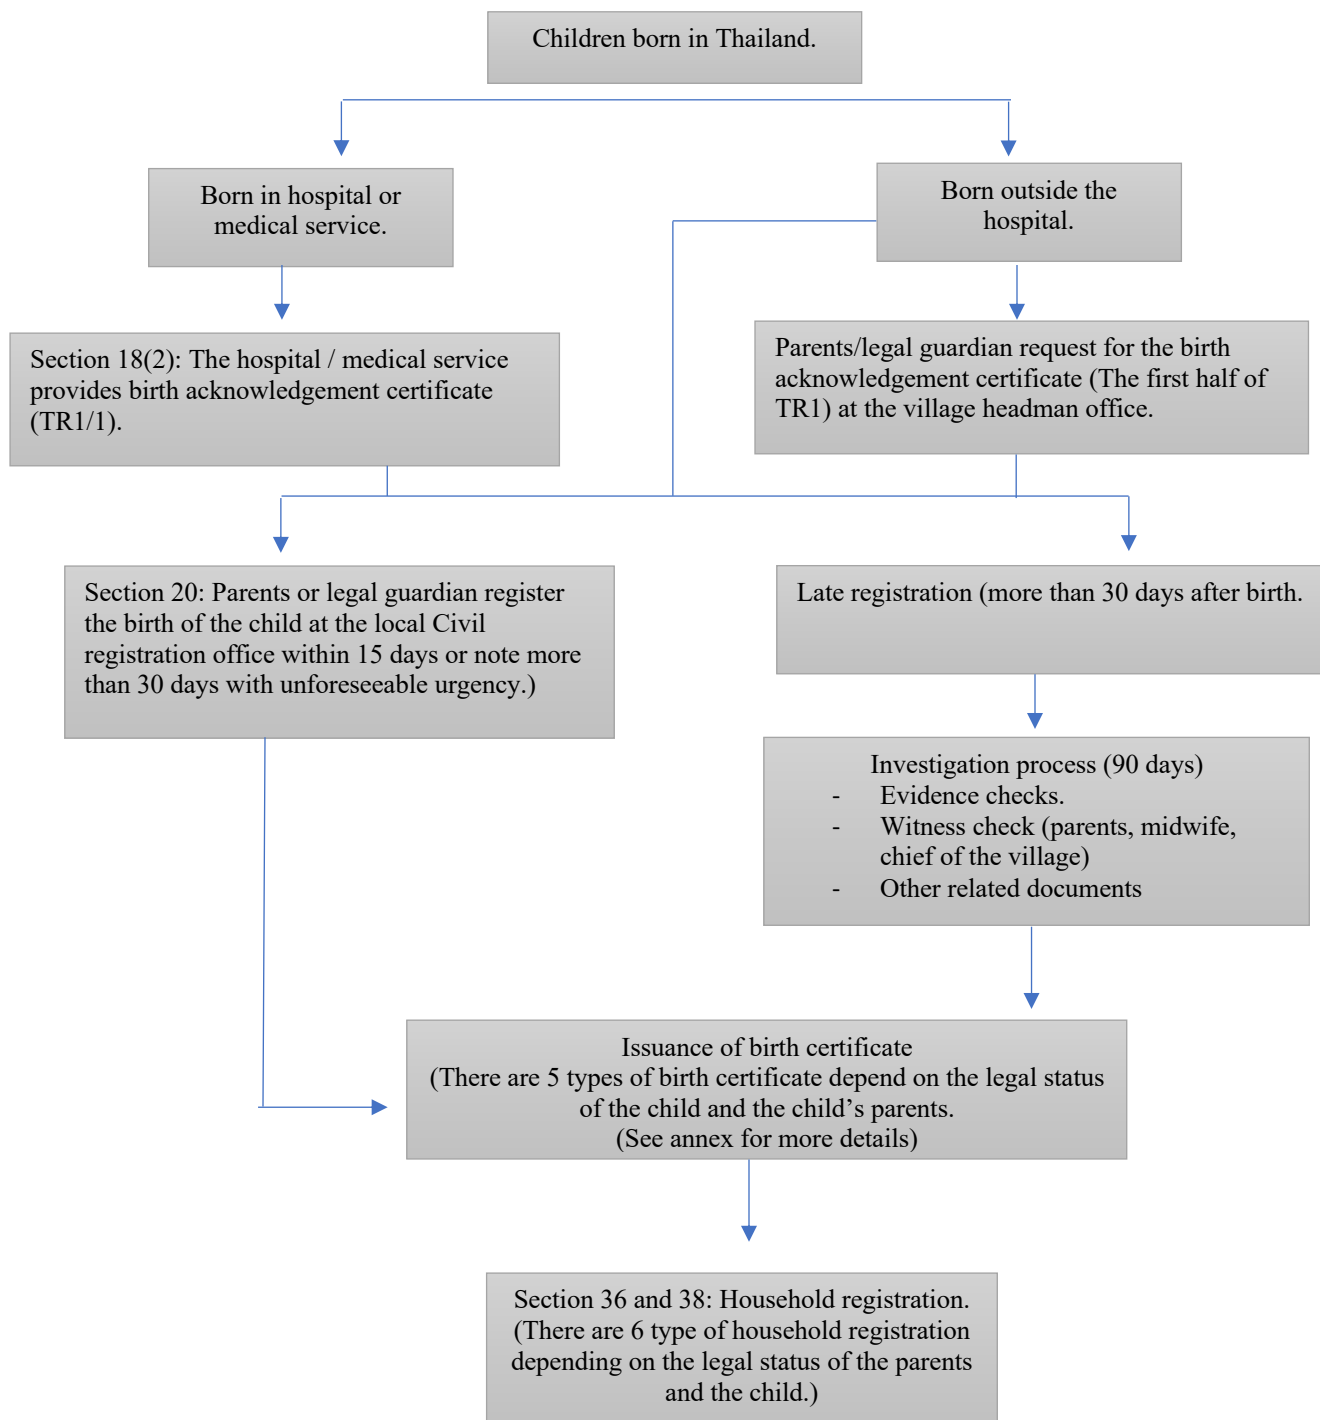 Children born in Thailand.
Born in hospital or
medical service.
Born outside the
hospital.
Section 18(2): The hospital / medical service
provides birth acknowledgement certificate
(TR1/1).
Parents/legal guardian request for the birth
acknowledgement certificate (The first half of
TR1) at the village headman office.
Section 20: Parents or legal guardian register
the birth of the child at the local Civil
registration office within 15 days or note more
than 30 days with unforeseeable urgency.)
Late registration (more than 30 days after birth.
Investigation process (90 days)
- Evidence checks.
- Witness check (parents, midwife,
chief of the village)
- Other related documents
Issuance of birth certificate
(There are 5 types of birth certificate depend on the legal status
of the child and the child’s parents.
(See annex for more details)
Section 36 and 38: Household registration.
(There are 6 type of household registration
depending on the legal status of the parents
and the child.)